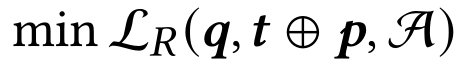 min ℒ_R(𝒒, 𝒕 ⊕ 𝒑, 𝒜)